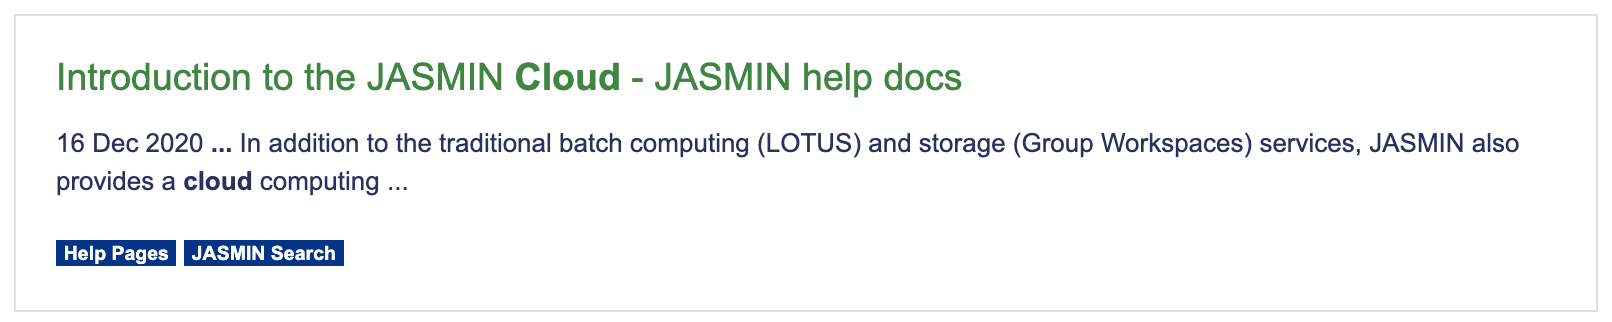 Introduction to the JASMIN Cloud - JASMIN help docs
16 Dec 2020 ... In addition to the traditional batch computing (LOTUS) and storage (Group Workspaces) services, JASMIN also
provides a cloud computing ...
Help Pages JASMIN Search